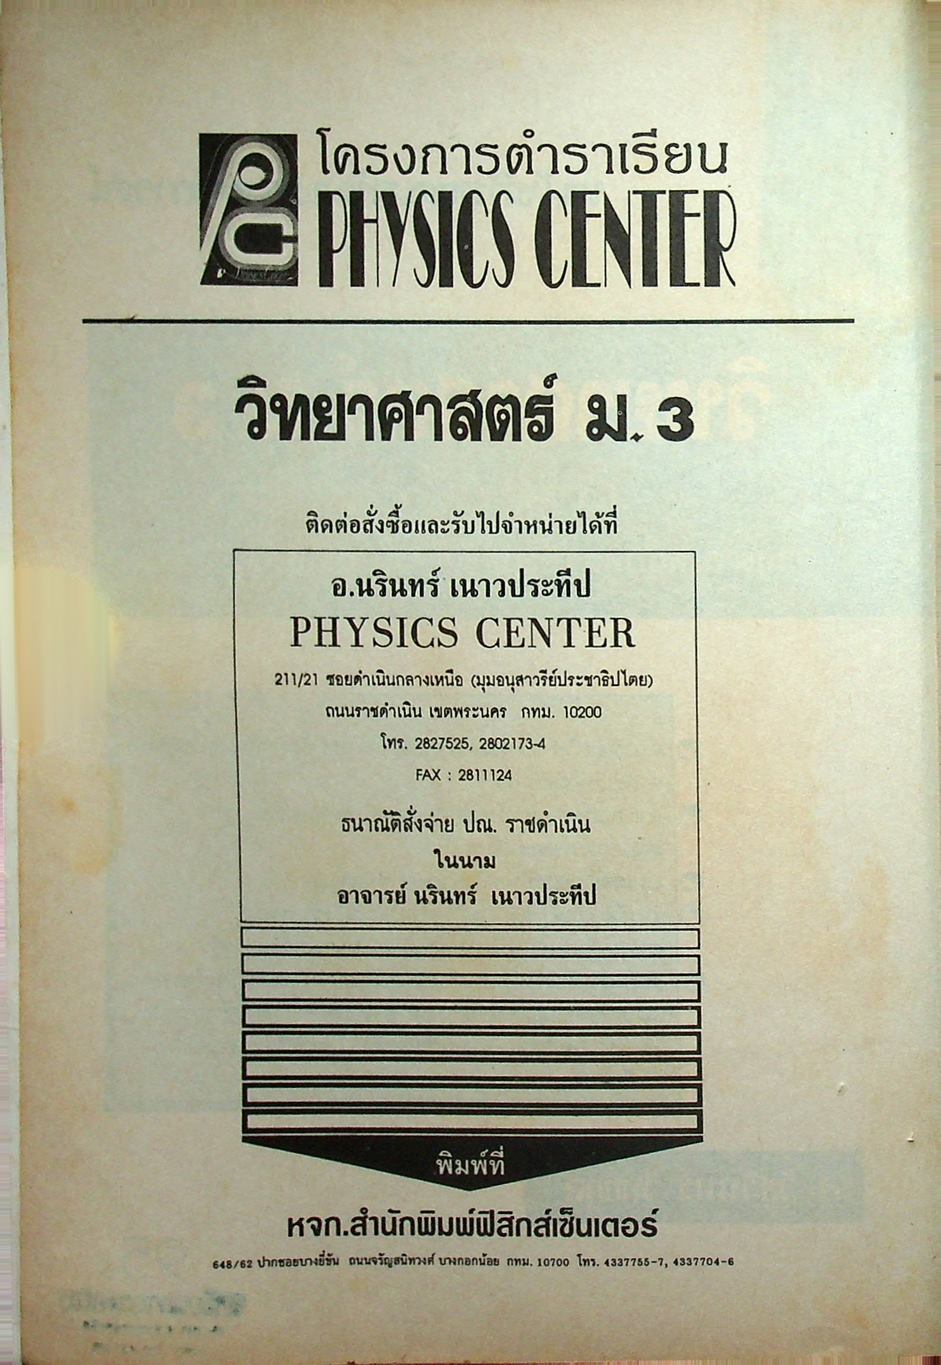 โครงการตำราเรียน
PHYSICS CENTER
วิทยาศาสตร์ ม. 3
ติดต่อสั่งซื้อและรับไปจำหน่ายได้ที่
อ.นรินทร์ เนาวประทีป
PHYSICS CENTER
211/21 ซอยดำเนินกลางเหนือ (มุมอนุสาวรีย์ประชาธิปไตย)
ถนนราชดำเนิน เขตพระนคร กทม. 10200
โทร. 2827525, 2802173-4
FAX : 2811124
ธนาณัติสั่งจ่าย ปณ. ราชดำเนิน
ในนาม
อาจารย์ นรินทร์ เนาวประทีป
พิมพ์ที่
หจก.สำนักพิมพ์ฟิสิกส์เซ็นเตอร์
648/62 ปากซอยบางยี่ขัน ถนนจรัญสนิทวงศ์ บางกอกน้อย กทม. 10700 โทร. 4337755-7, 4337704-6